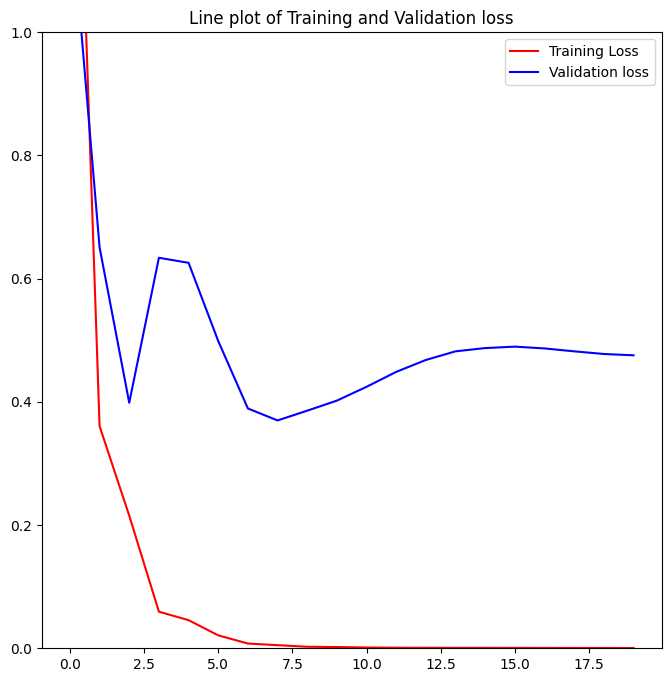 Line plot of Training and Validation loss
1.0
Training Loss
Validation loss
0.8
0.6
0.4
0.2
0.0
0.0 2.5 5.0 7.5 10.0 12.5 15.0 17.5